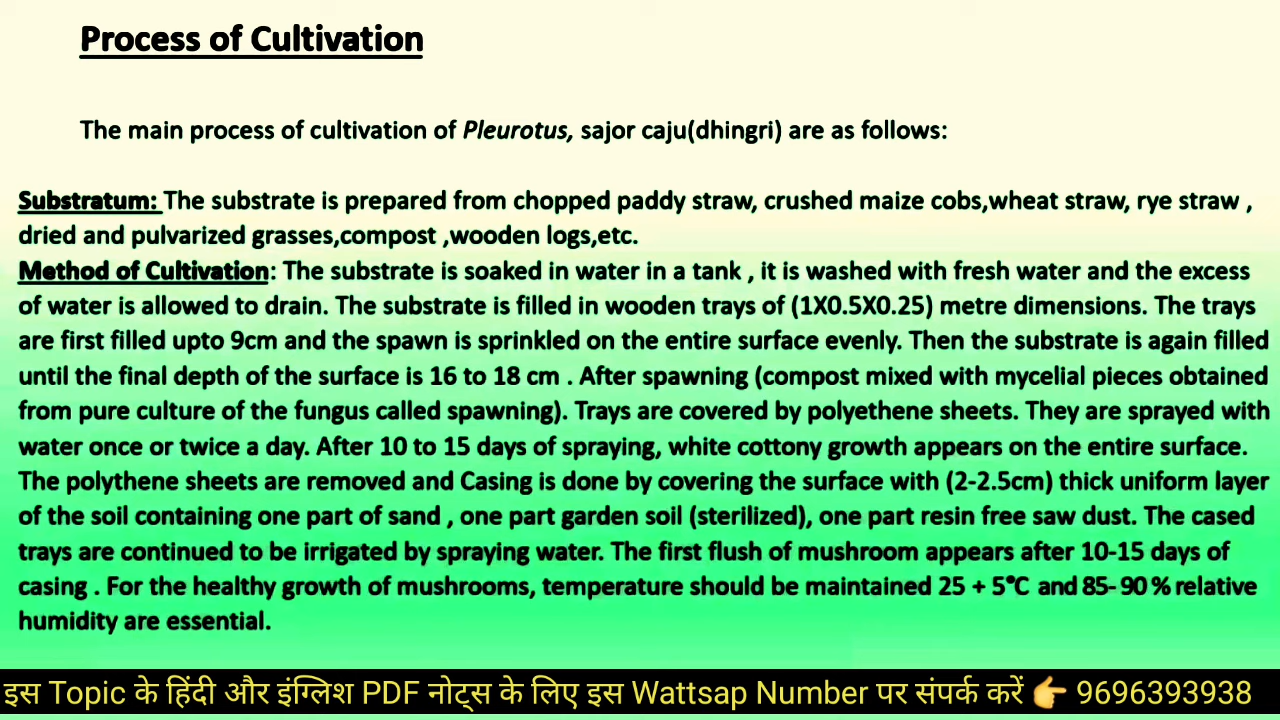 Process of Cultivation
The main process of cultivation of Pleurotus, sajor caju(dhingri) are as follows:
Substratum: The substrate is prepared from chopped paddy straw, crushed maize cobs,wheat straw, rye straw ,
dried and pulvarized grasses,compost ,wooden logs,etc.
Method of Cultivation: The substrate is soaked in water in a tank , it is washed with fresh water and the excess
of water is allowed to drain. The substrate is filled in wooden trays of (1X0.5X0.25) metre dimensions. The trays
are first filled upto 9cm and the spawn is sprinkled on the entire surface evenly. Then the substrate is again filled
until the final depth of the surface is 16 to 18 cm . After spawning (compost mixed with mycelial pieces obtained
from pure culture of the fungus called spawning). Trays are covered by polyethene sheets. They are sprayed with
water once or twice a day. After 10 to 15 days of spraying, white cottony growth appears on the entire surface.
The polythene sheets are removed and Casing is done by covering the surface with (2-2.5cm) thick uniform layer
of the soil containing one part of sand , one part garden soil (sterilized), one part resin free saw dust. The cased
trays are continued to be irrigated by spraying water. The first flush of mushroom appears after 10-15 days of
casing . For the healthy growth of mushrooms, temperature should be maintained 25 + 5°C and 85- 90 % relative
humidity are essential.
इस Topic के हिंदी और इंग्लिश PDF नोट्स के लिए इस Wattsap Number पर संपर्क करें 👉 9696393938